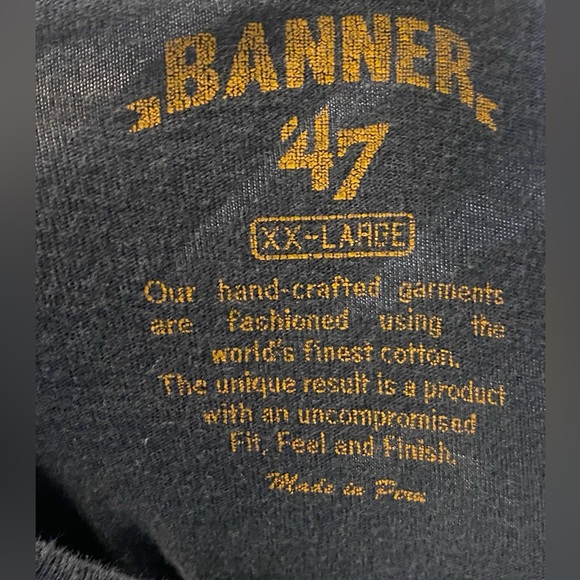 BANNER
'47
XX-LARGE
Our hand-crafted garments
are fashioned using the
world's finest cotton.
The unique result is a product
with an uncompromised
Fit, Feel and Finish.
Made in Peru